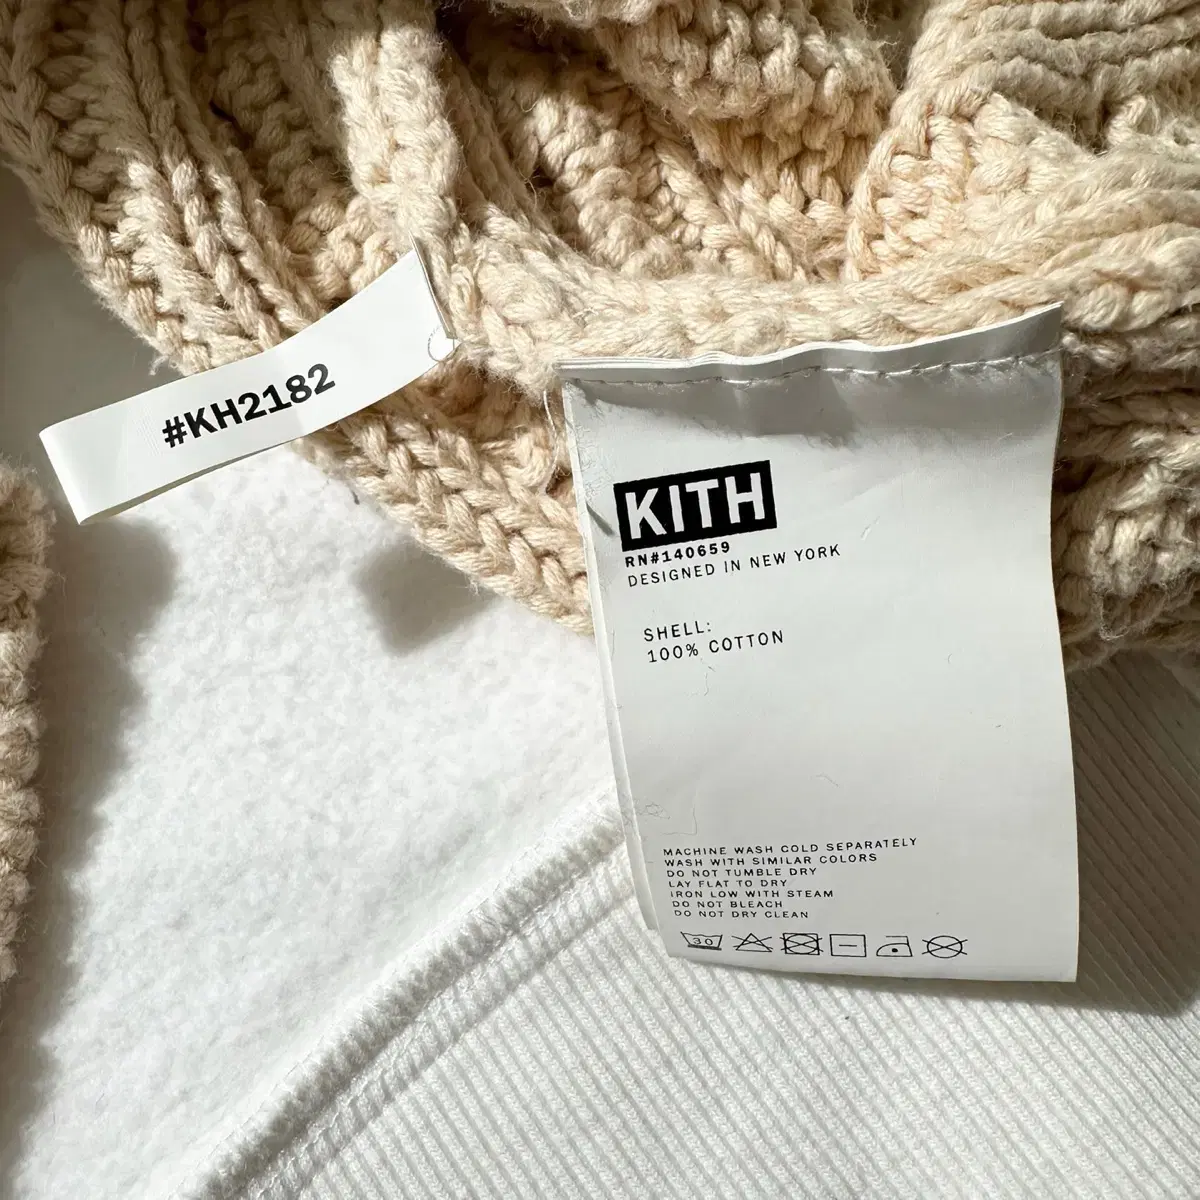 #KH2182
KITH
RN#140659
DESIGNED IN NEW YORK
SHELL:
100% COTTON
MACHINE WASH COLD SEPARATELY
WASH WITH SIMILAR COLORS
DO NOT TUMBLE DRY
LAY FLAT TO DRY
IRON LOW WITH STEAM
DO NOT BLEACH
DO NOT DRY CLEAN
30